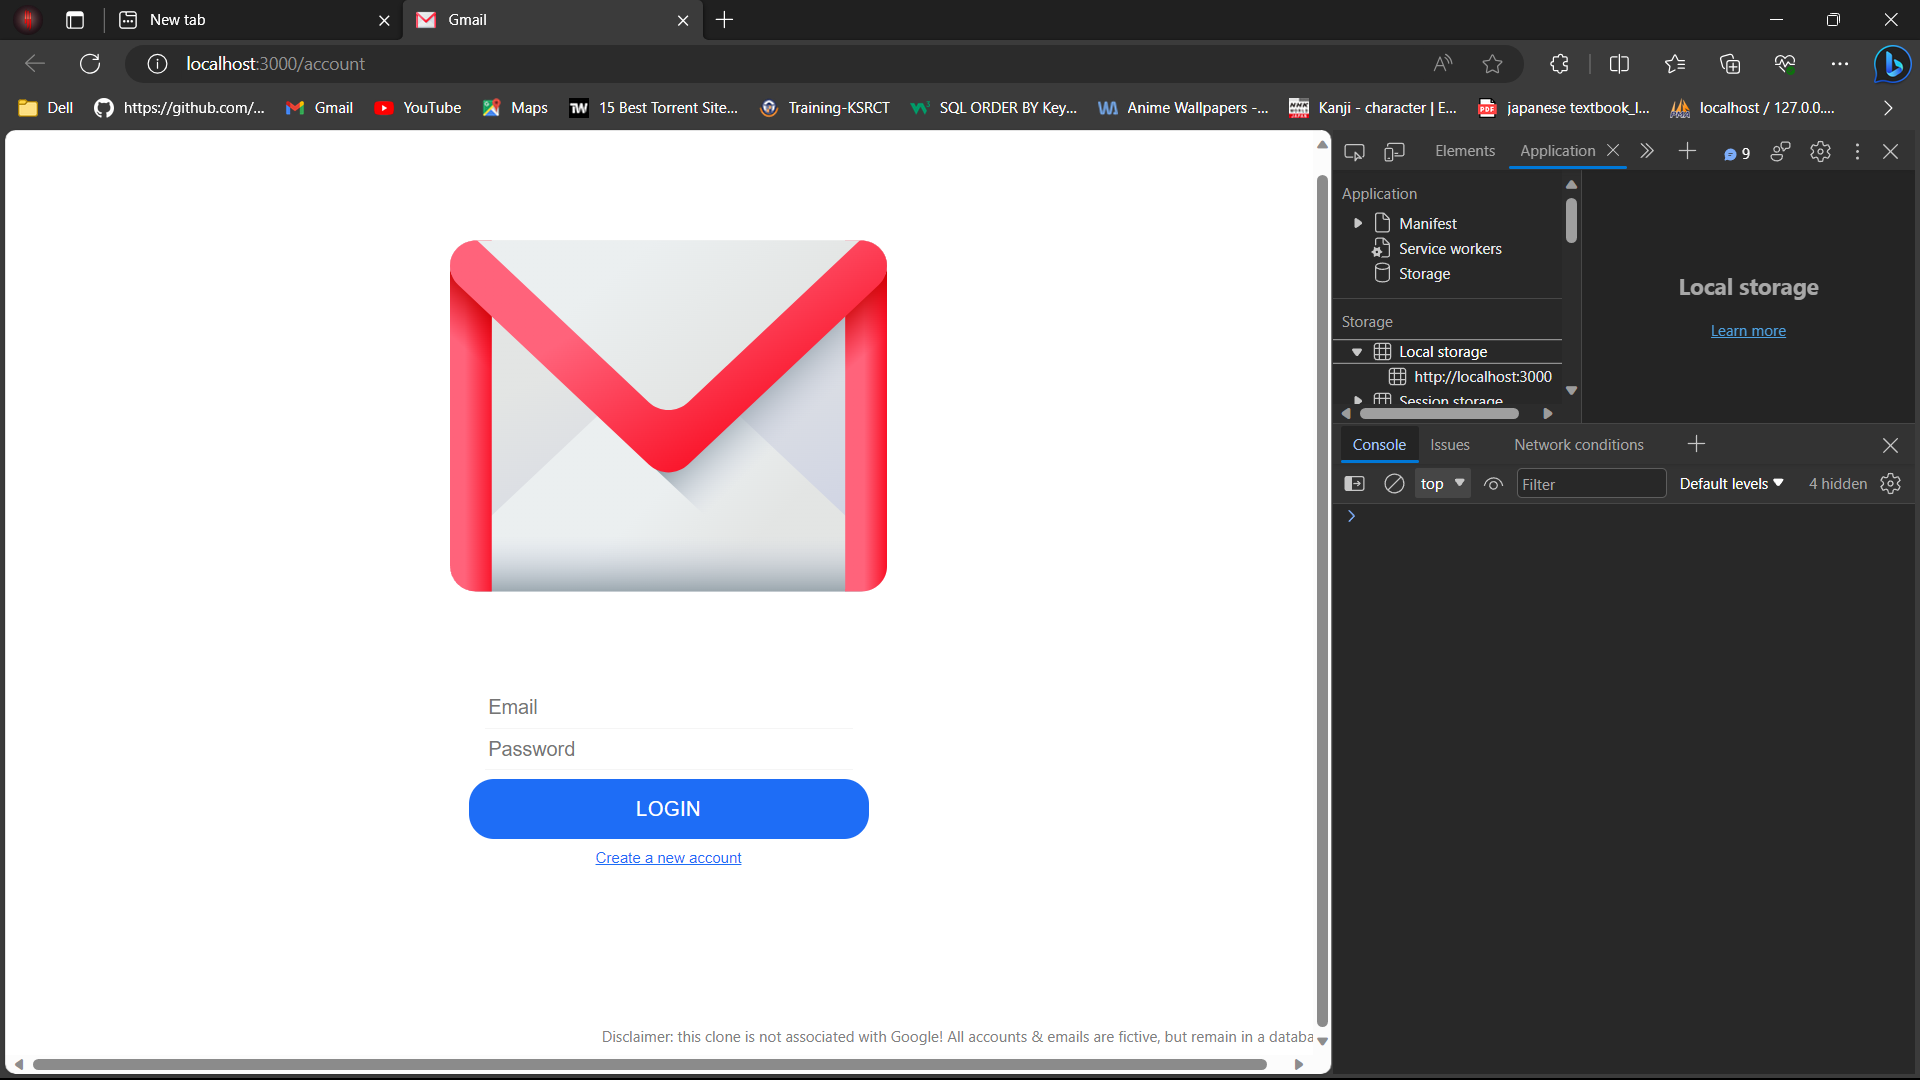 New tab
Gmail
localhost:3000/account
Dell
https://github.com/...
Gmail
YouTube
Maps
15 Best Torrent Site...
Training-KSRCT
SQL ORDER BY Key...
Anime Wallpapers -...
Kanji - character | E...
japanese textbook_l...
localhost / 127.0.0....
Elements
Application
9
Application
Manifest
Service workers
Storage
Storage
Local storage
http://localhost:3000
Session storage
Local storage
Learn more
Console
Issues
Network conditions
top
Filter
Default levels
4 hidden
Email
Password
LOGIN
Create a new account
Disclaimer: this clone is not associated with Google! All accounts & emails are fictive, but remain in a databa